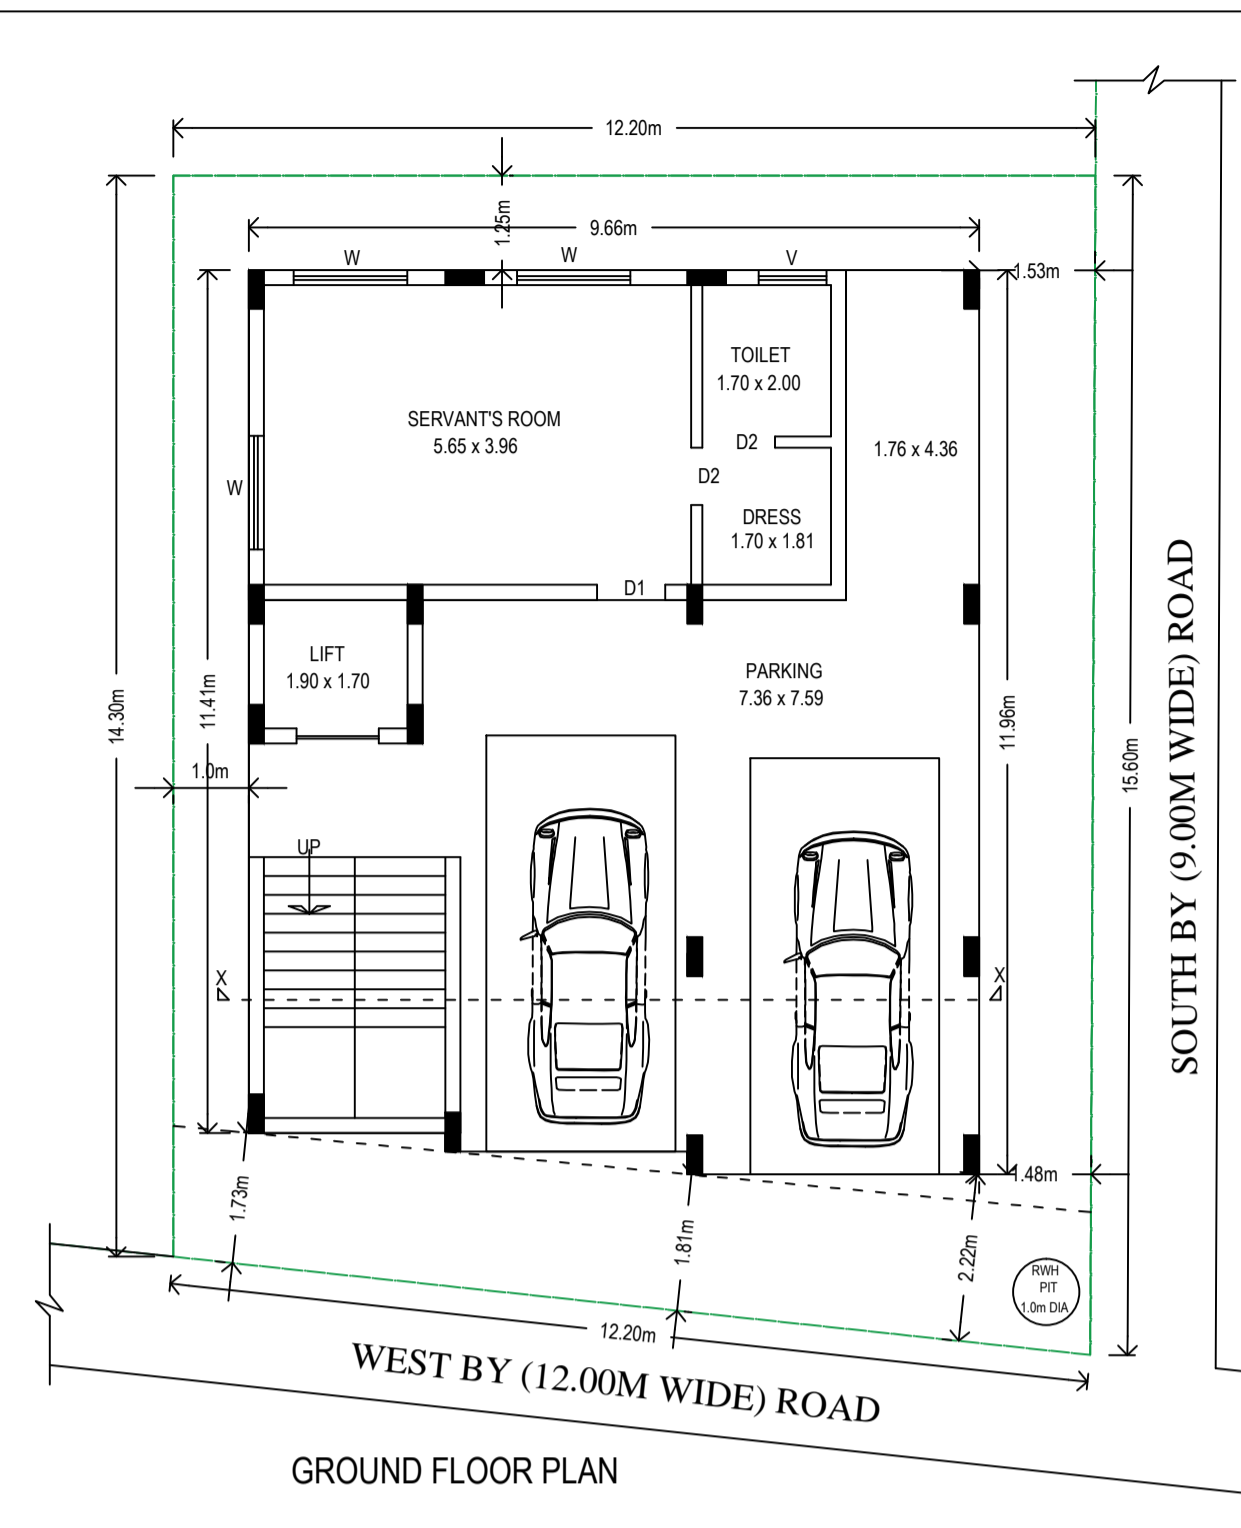 12.20m
1.25m
9.66m
W
W
V
1.53m
TOILET
1.70 x 2.00
SERVANT'S ROOM
5.65 x 3.96
D2
1.76 x 4.36
W
D2
DRESS
1.70 x 1.81
D1
LIFT
1.90 x 1.70
PARKING
7.36 x 7.59
14.30m
11.41m
11.96m
15.60m
1.0m
SOUTH BY (9.00M WIDE) ROAD
UP
X
X
1.48m
1.73m
1.81m
2.22m
RWH
PIT
1.0m DIA
12.20m
WEST BY (12.00M WIDE) ROAD
GROUND FLOOR PLAN